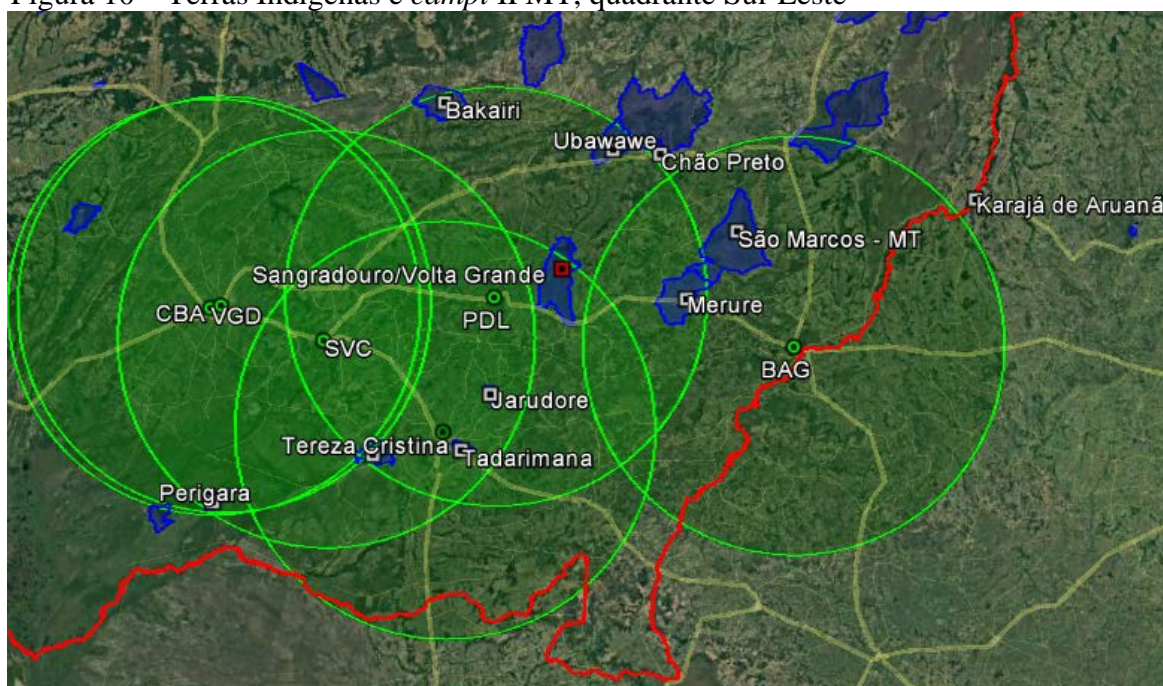 Figura 10 – Terras Indígenas e campi IFMT, quadrante Sul-Leste
Bakairi
Ubawawe
Chão Preto
Karajá de Aruanã
São Marcos - MT
Sangradouro/Volta Grande
Merure
CBA
VGD
PDL
SVC
BAG
Jarudore
Tereza Cristina
Tadarimana
Perigara